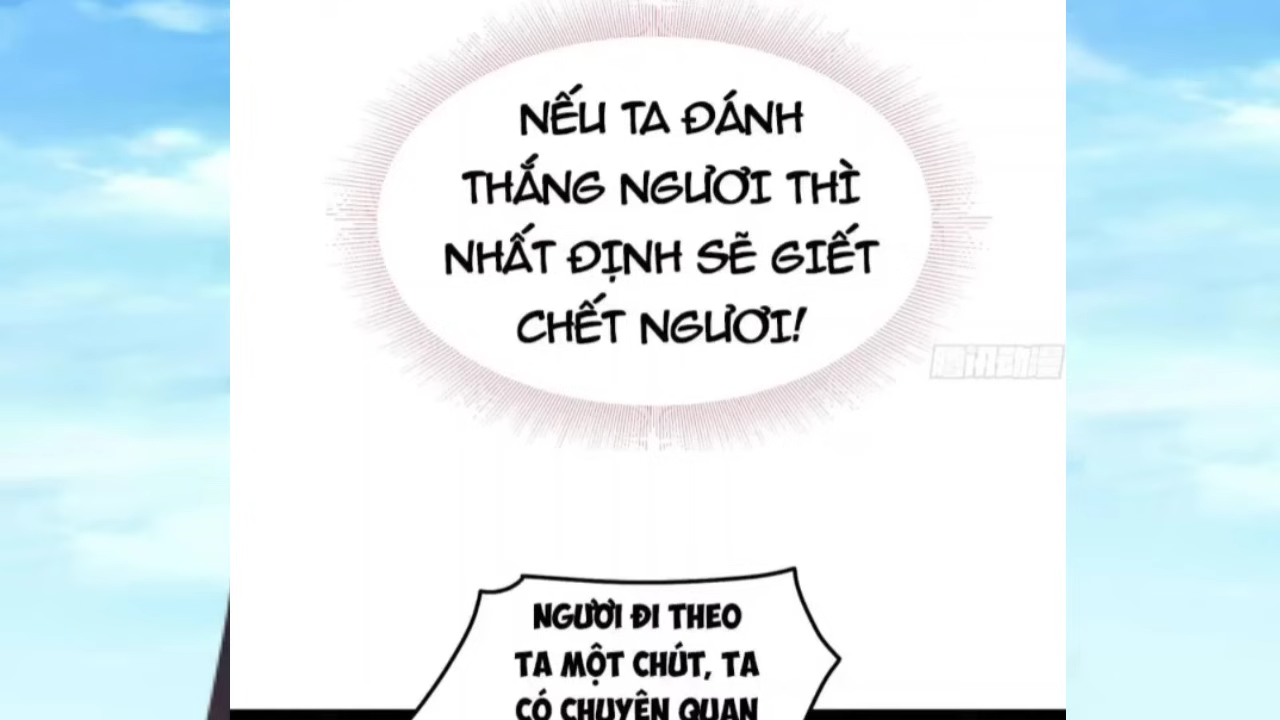 NẾU TA ĐÁNH
THẮNG NGƯƠI THÌ
NHẤT ĐỊNH SẼ GIẾT
CHẾT NGƯƠI!
NGƯƠI ĐI THEO
TA MỘT CHÚT, TA
CÓ CHUYỆN QUAN